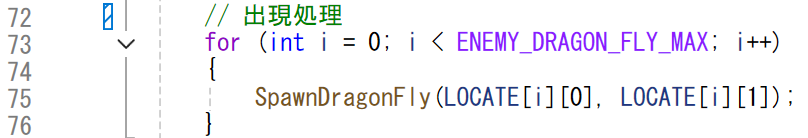 72 // 出現処理
73 for (int i = 0; i < ENEMY_DRAGON_FLY_MAX; i++)
74 {
75 SpawnDragonFly(LOCATE[i][0], LOCATE[i][1]);
76 }